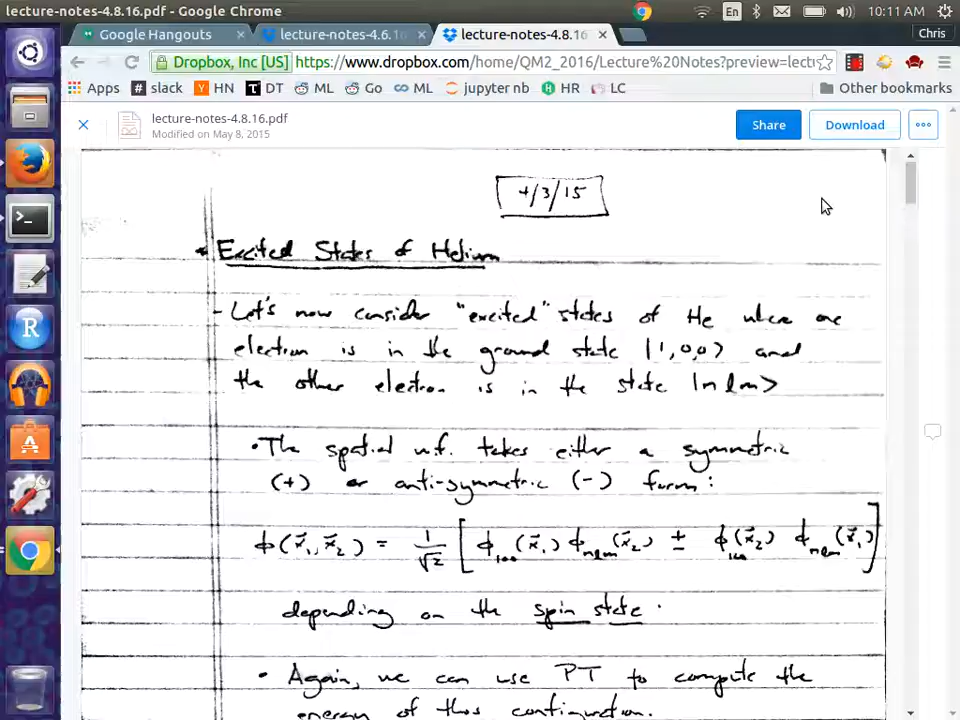 lecture-notes-4.8.16.pdf - Google Chrome
En
10:11 AM
Google Hangouts
lecture-notes-4.6.1
lecture-notes-4.8.16
Chris
Dropbox, Inc [US]
https://www.dropbox.com/home/QM2_2016/Lecture%20Notes?preview=lect
Apps
slack
HN
DT
ML
Go
ML
jupyter nb
HR
LC
Other bookmarks
lecture-notes-4.8.16.pdf
Modified on May 8, 2015
Share
Download
4/3/15
Excited States of Helium
- Let's now consider "excited" states of He where one
electron is in the ground state |1,0,0⟩ and
the other electron is in the state |nlm>
• The spatial w.f. takes either a symmetric
(+) or anti-symmetric (-) form:
ϕ(x⃗₁,x⃗₂) = 1/√2 [ϕ₁₀₀(x⃗₁) ϕₙₗₘ(x⃗₂) ± ϕ₁₀₀(x⃗₂) ϕₙₗₘ(x⃗₁)]
depending on the spin state.
• Again, we can use PT to compute the
energy of this configuration.